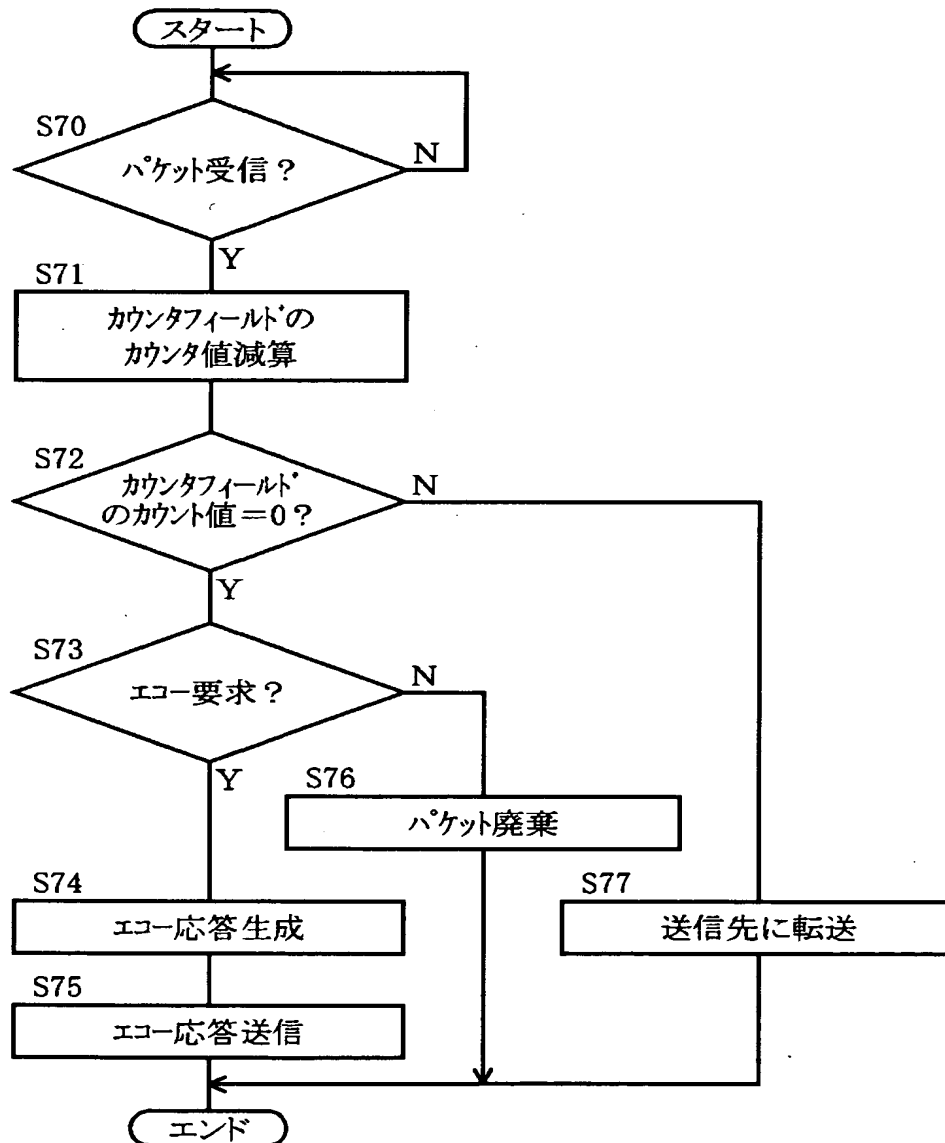 スタート
S70
パケット受信？
N
Y
S71
カウンタフィールドの
カウンタ値減算
S72
カウンタフィールド
のカウント値＝0？
N
Y
S73
エコー要求？
N
Y
S76
パケット廃棄
S74
エコー応答生成
S77
送信先に転送
S75
エコー応答送信
エンド